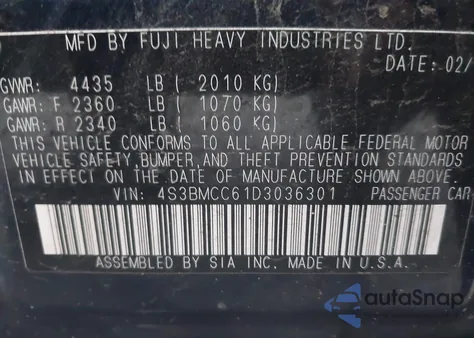 MFD BY FUJI HEAVY INDUSTRIES LTD.
DATE: 02/
GVWR: 4435 LB ( 2010 KG)
GAWR: F 2360 LB ( 1070 KG)
GAWR: R 2340 LB ( 1060 KG)
THIS VEHICLE CONFORMS TO ALL APPLICABLE FEDERAL MOTOR
VEHICLE SAFETY, BUMPER, AND THEFT PREVENTION STANDARDS
IN EFFECT ON THE DATE OF MANUFACTURE SHOWN ABOVE.
VIN: 4S3BMCC61D3036301 PASSENGER CAR
ASSEMBLED BY SIA INC. MADE IN U.S.A.
autoSnap